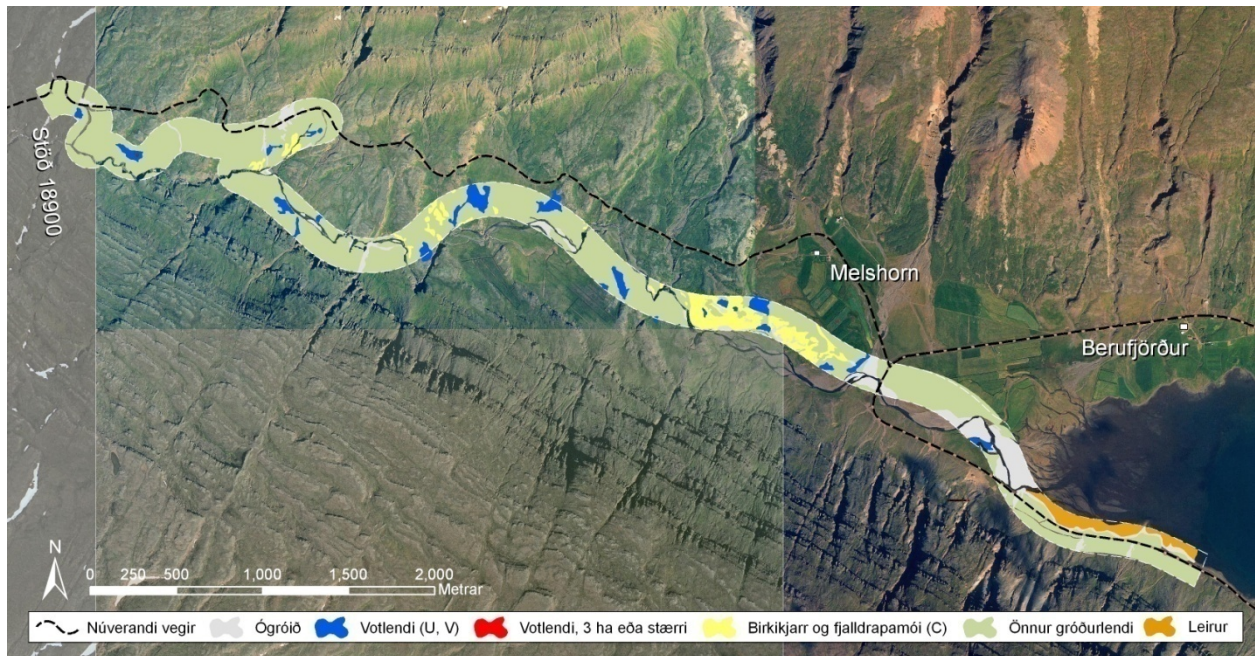 Stöð 18900
Melshorn
Berufjörður
N
0 250 500 1,000 1,500 2,000
Metrar
Núverandi vegir Ógróið Votlendi (U, V) Votlendi, 3 ha eða stærri Birkikjarr og fjalldrapamói (C) Önnur gróðurlendi Leirur